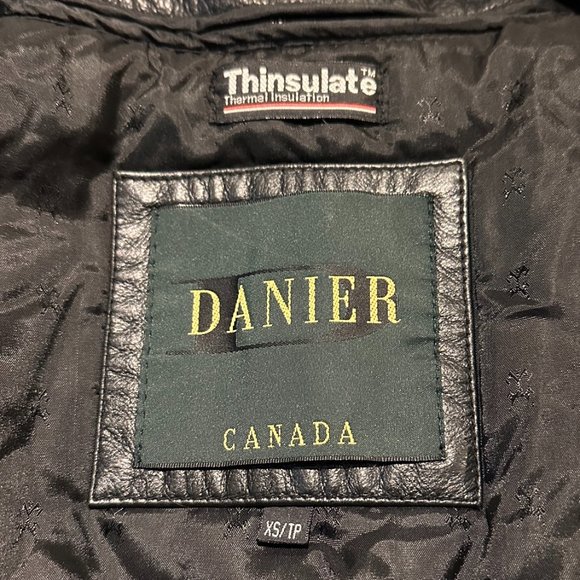 Thinsulate™
Thermal Insulation
DANIER
CANADA
XS/TP